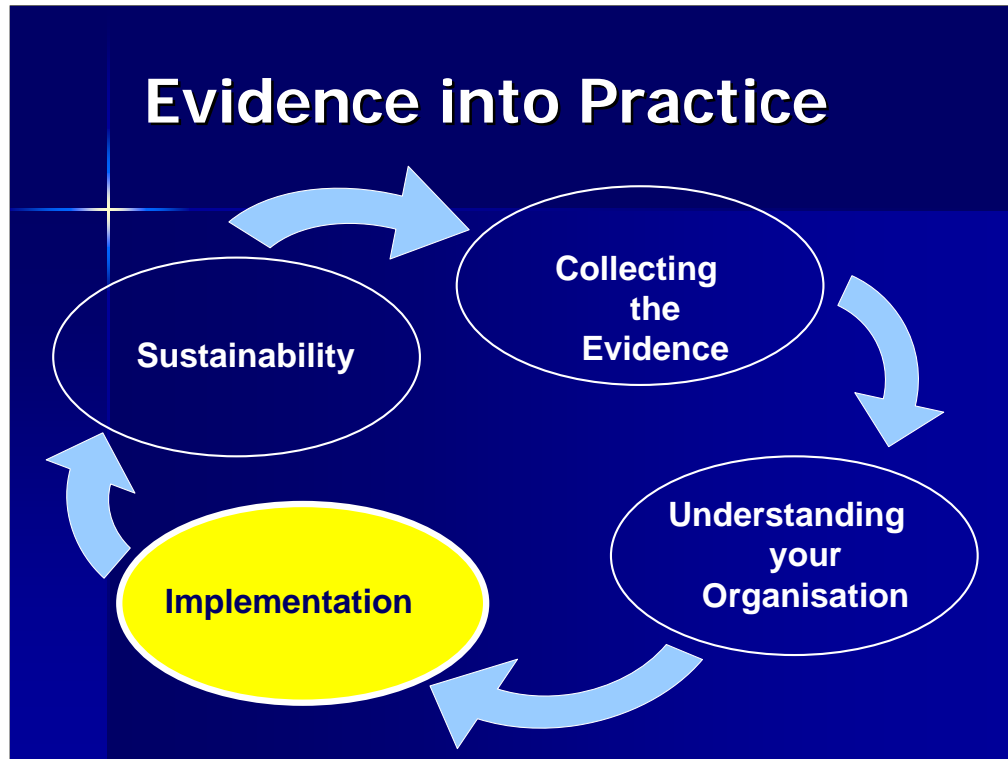 Evidence into Practice
Collecting
the
Evidence
Sustainability
Understanding
your
Organisation
Implementation